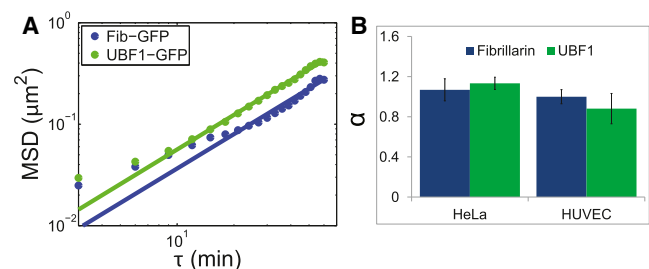 A
Fib−GFP
UBF1−GFP
MSD (μm²)
10⁰
10⁻¹
10⁻²
10¹
τ (min)
B
Fibrillarin
UBF1
α
1.6
1.2
0.8
0.4
0
HeLa
HUVEC